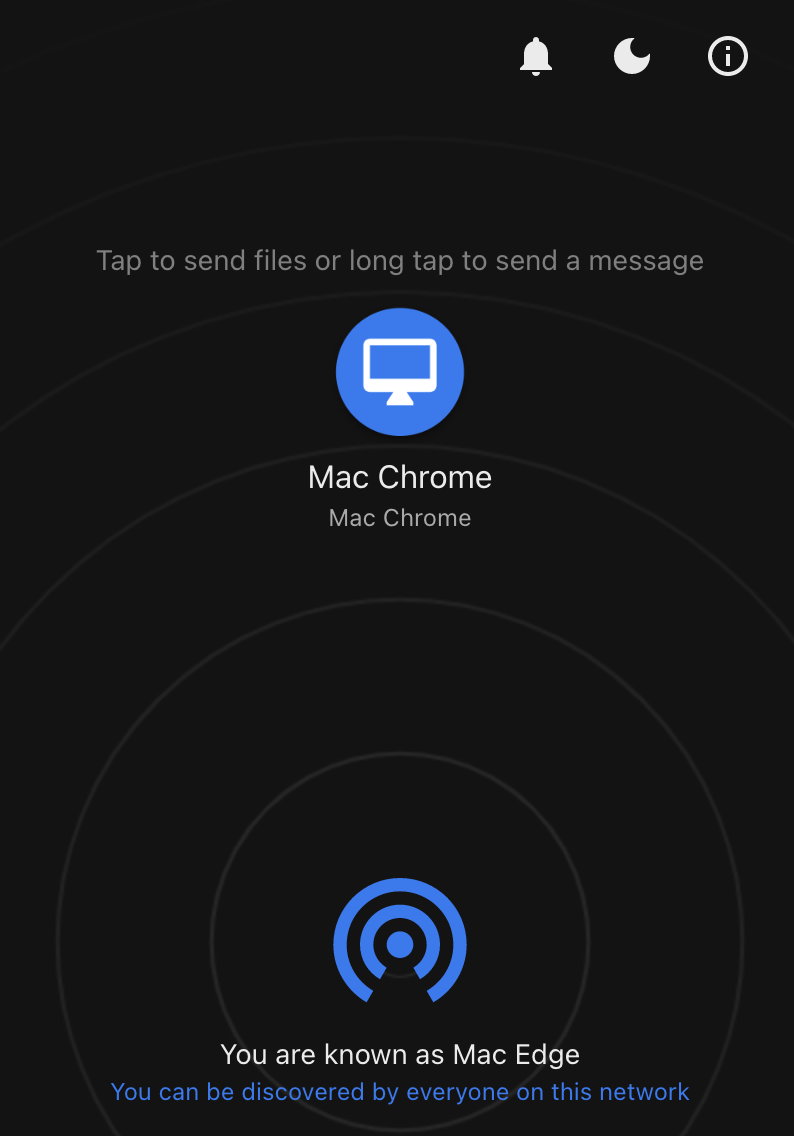 Tap to send files or long tap to send a message
Mac Chrome
Mac Chrome
You are known as Mac Edge
You can be discovered by everyone on this network